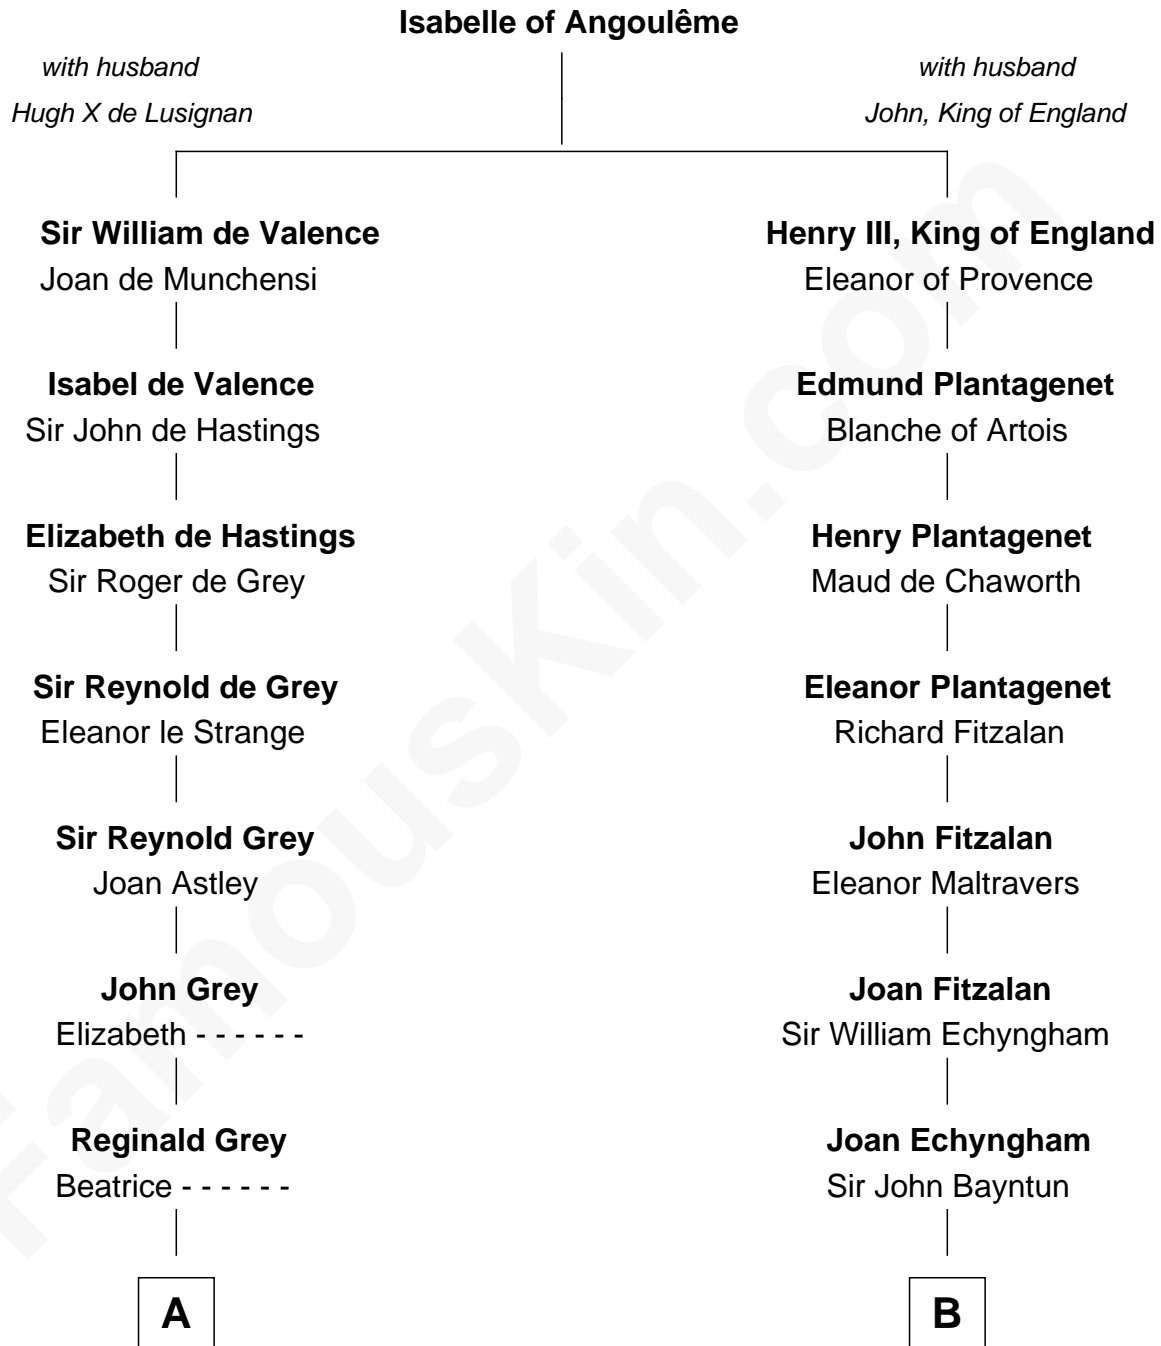 Isabelle of Angoulême
with husband
Hugh X de Lusignan
with husband
John, King of England
Sir William de Valence
Joan de Munchensi
Henry III, King of England
Eleanor of Provence
Isabel de Valence
Sir John de Hastings
Edmund Plantagenet
Blanche of Artois
Elizabeth de Hastings
Sir Roger de Grey
Henry Plantagenet
Maud de Chaworth
Sir Reynold de Grey
Eleanor le Strange
Eleanor Plantagenet
Richard Fitzalan
Sir Reynold Grey
Joan Astley
John Fitzalan
Eleanor Maltravers
John Grey
Elizabeth - - - - - -
Joan Fitzalan
Sir William Echyngham
Reginald Grey
Beatrice - - - - - -
Joan Echyngham
Sir John Bayntun
A
B
FamousKin.com